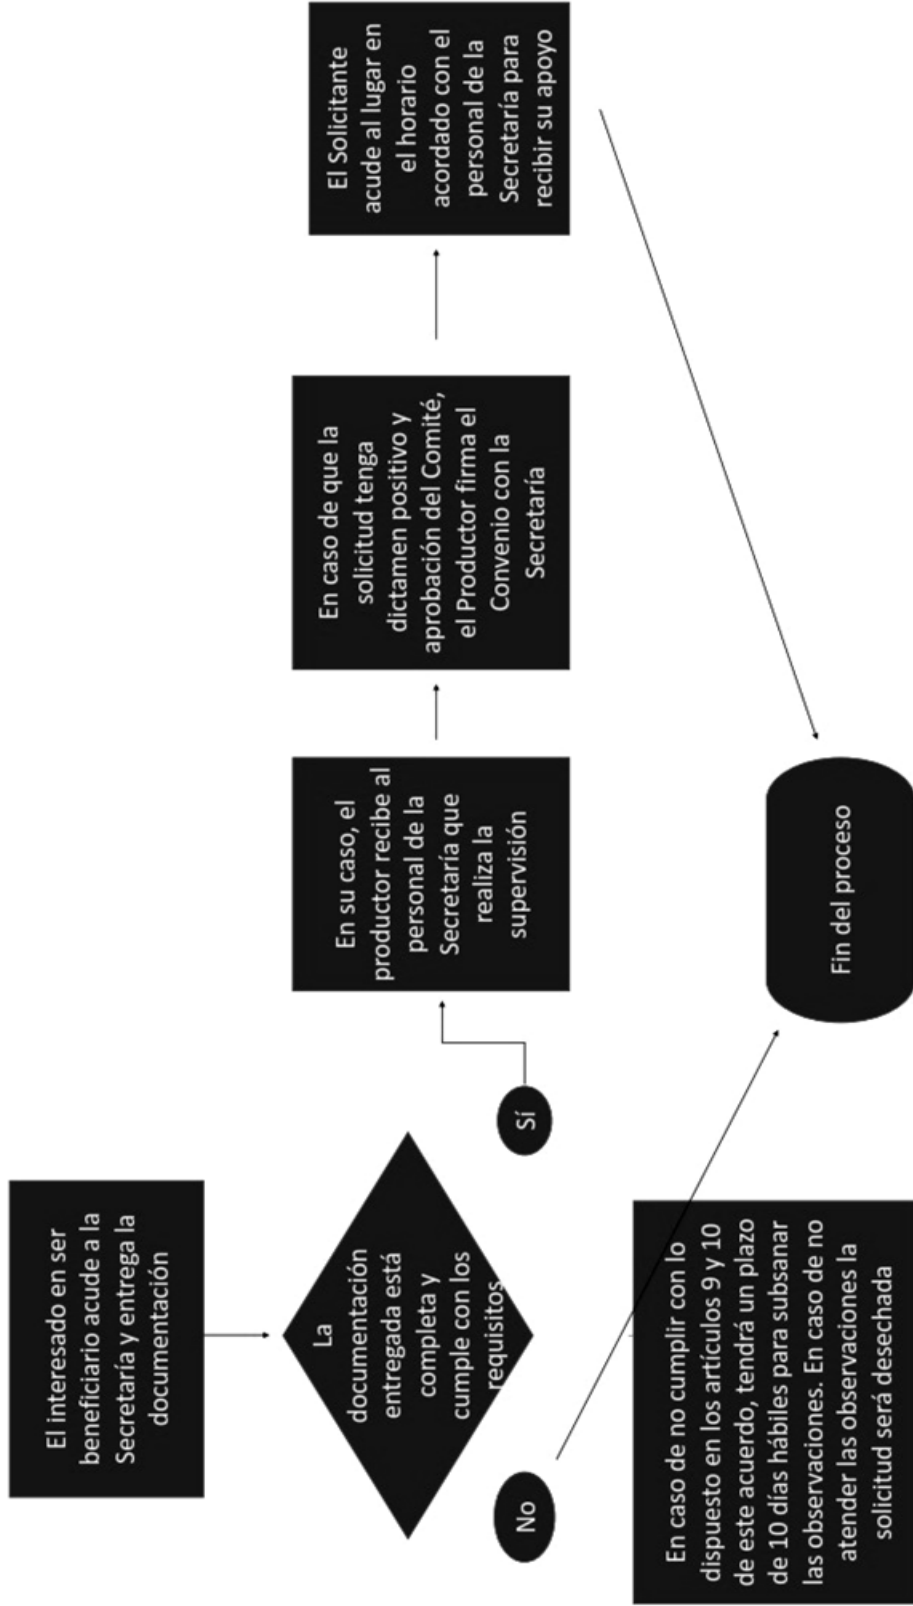 El interesado en ser
beneficiario acude a la
Secretaría y entrega la
documentación
La
documentación
entregada está
completa y
cumple con los
requisitos
No
Sí
En caso de no cumplir con lo
dispuesto en los artículos 9 y 10
de este acuerdo, tendrá un plazo
de 10 días hábiles para subsanar
las observaciones. En caso de no
atender las observaciones la
solicitud será desechada
En su caso, el
productor recibe al
personal de la
Secretaría que
realiza la
supervisión
En caso de que la
solicitud tenga
dictamen positivo y
aprobación del Comité,
el Productor firma el
Convenio con la
Secretaría
El Solicitante
acude al lugar en
el horario
acordado con el
personal de la
Secretaría para
recibir su apoyo
Fin del proceso